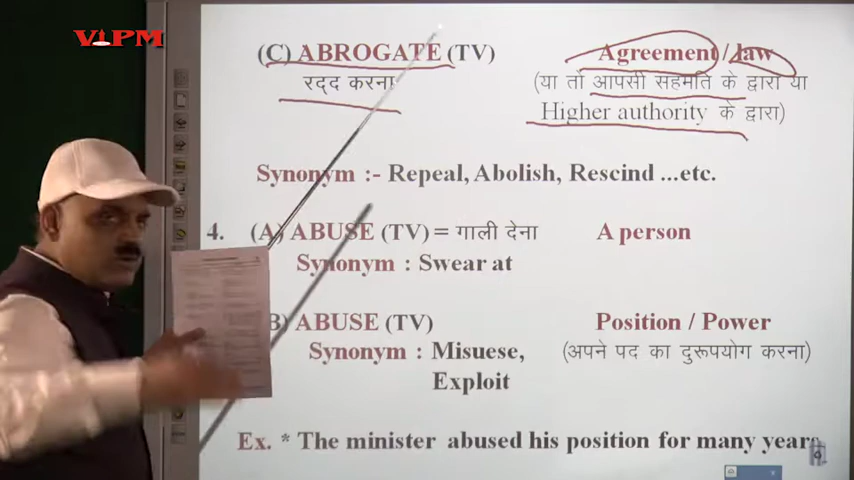 VIPM
(C) ABROGATE (TV) Agreement / law
रद्द करना (या तो आपसी सहमति के द्वारा या
Higher authority के द्वारा)
Synonym :- Repeal, Abolish, Rescind ...etc.
4. (A) ABUSE (TV) = गाली देना A person
Synonym : Swear at
B) ABUSE (TV) Position / Power
Synonym : Misuese, (अपने पद का दुरूपयोग करना)
Exploit
Ex. * The minister abused his position for many years